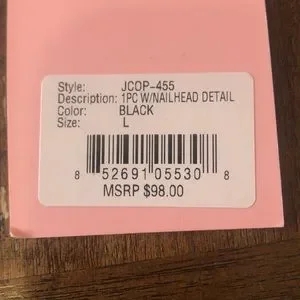 Style: JCOP-455
Description: 1PC W/NAILHEAD DETAIL
Color: BLACK
Size: L
8 52691 05530 8
MSRP $98.00